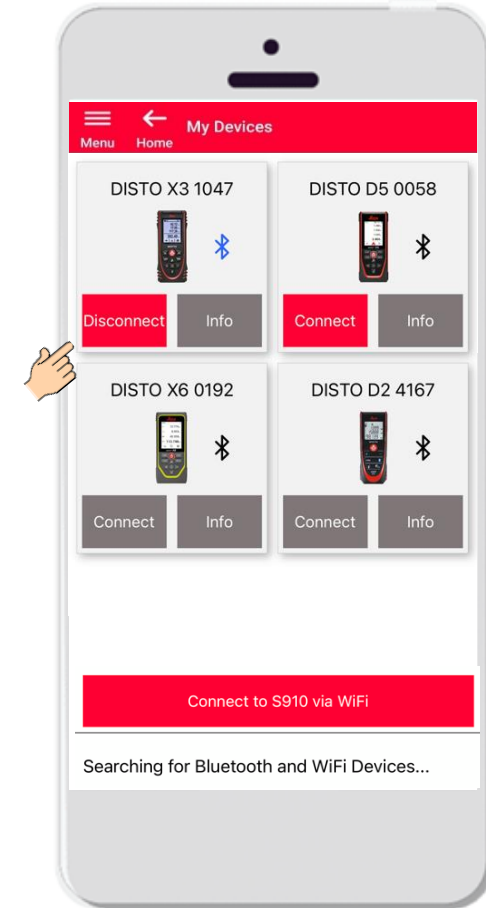 Menu Home My Devices
DISTO X3 1047 DISTO D5 0058
Disconnect Info Connect Info
DISTO X6 0192 DISTO D2 4167
Connect Info Connect Info
Connect to S910 via WiFi
Searching for Bluetooth and WiFi Devices...